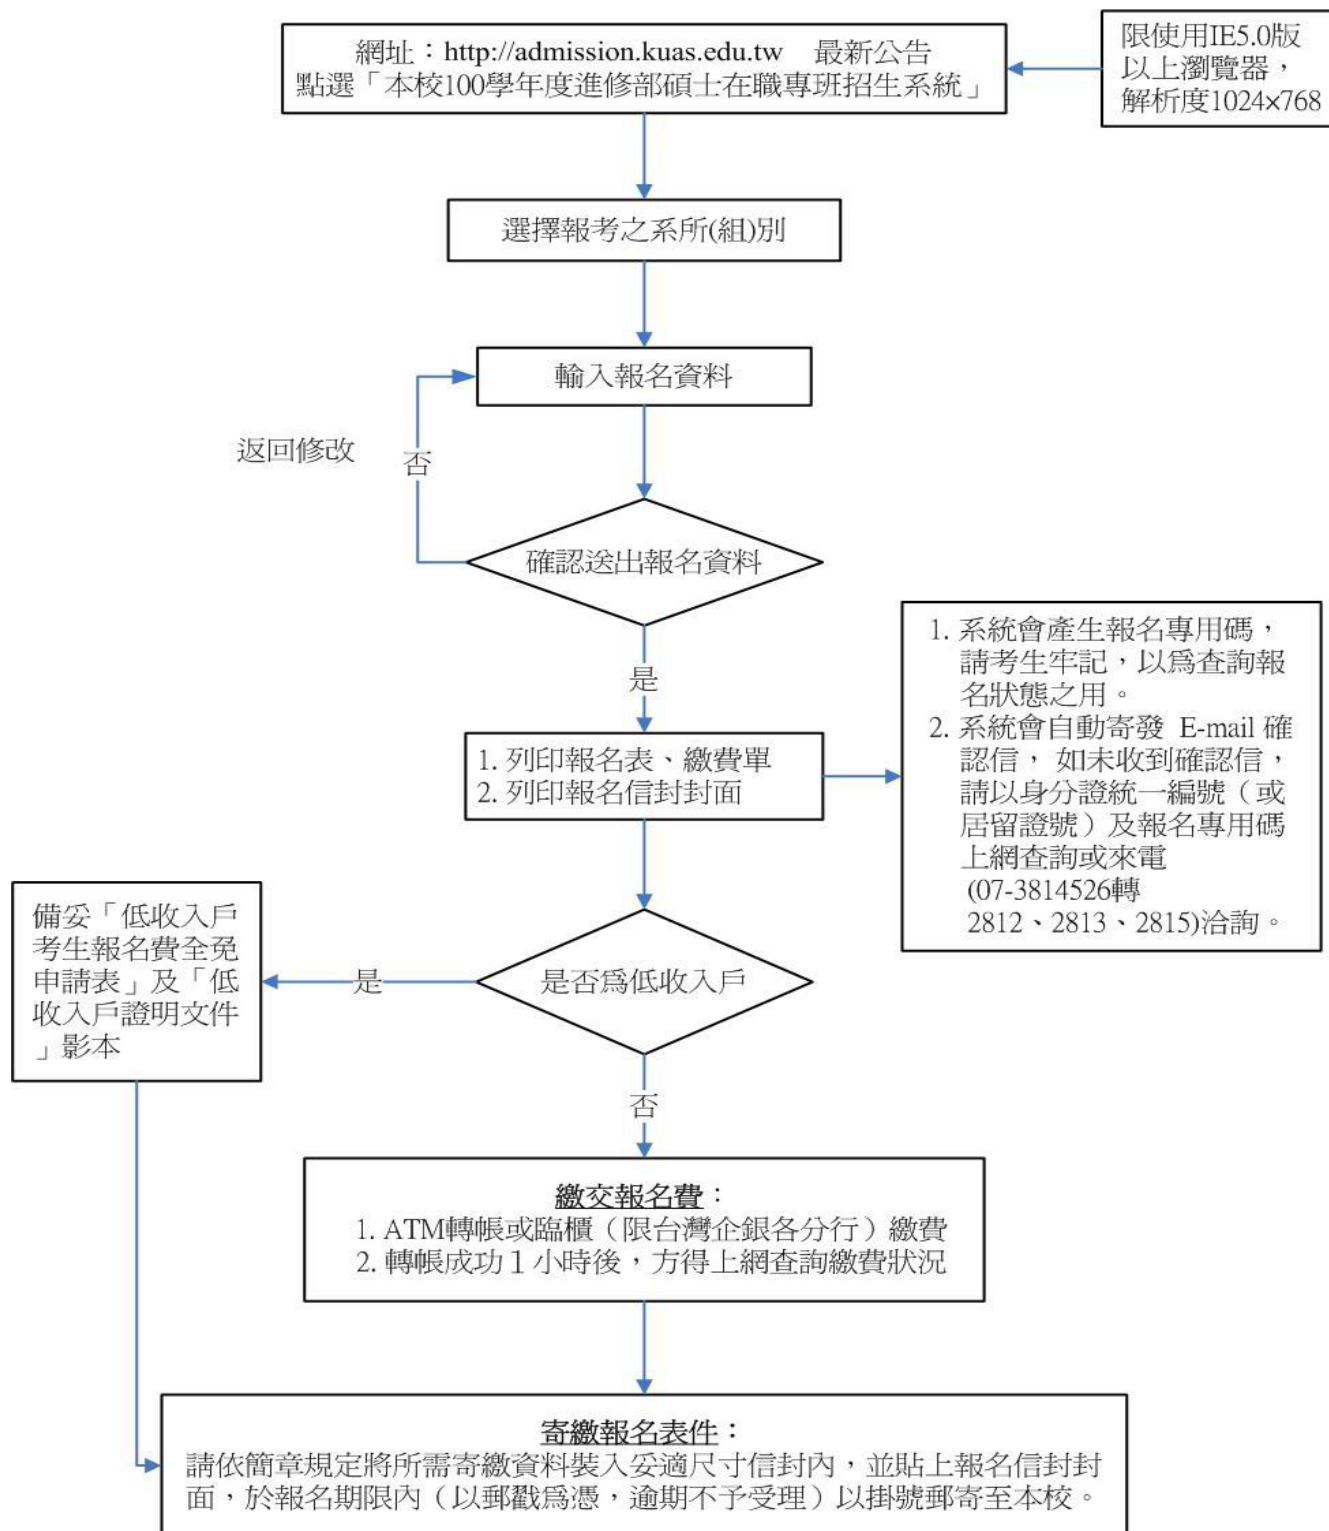 網址：http://admission.kuas.edu.tw　最新公告
點選「本校100學年度進修部碩士在職專班招生系統」
限使用IE5.0版
以上瀏覽器，
解析度1024×768
選擇報考之系所(組)別
輸入報名資料
返回修改
否
確認送出報名資料
是
1. 列印報名表、繳費單
2. 列印報名信封封面
1. 系統會產生報名專用碼，
請考生牢記，以為查詢報
名狀態之用。
2. 系統會自動寄發 E-mail 確
認信， 如未收到確認信，
請以身分證統一編號（或
居留證號）及報名專用碼
上網查詢或來電
(07-3814526轉
2812、2813、2815)洽詢。
是否為低收入戶
是
備妥「低收入戶
考生報名費全免
申請表」及「低
收入戶證明文件
」影本
否
繳交報名費：
1. ATM轉帳或臨櫃（限台灣企銀各分行）繳費
2. 轉帳成功１小時後，方得上網查詢繳費狀況
寄繳報名表件：
請依簡章規定將所需寄繳資料裝入妥適尺寸信封內，並貼上報名信封封
面，於報名期限內（以郵戳為憑，逾期不予受理）以掛號郵寄至本校。